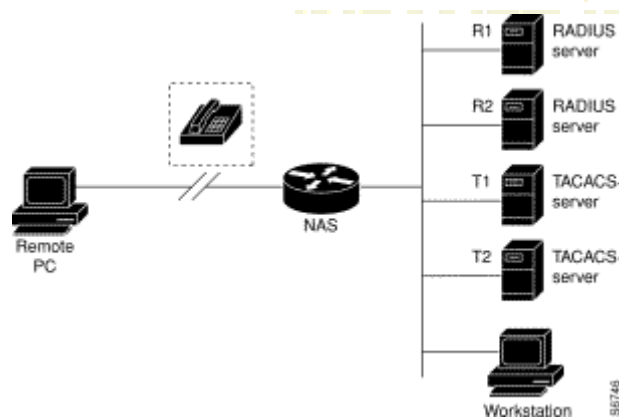 R1
RADIUS
server
R2
RADIUS
server
T1
TACACS-
server
T2
TACACS-
server
NAS
Remote
PC
Workstation
S6746